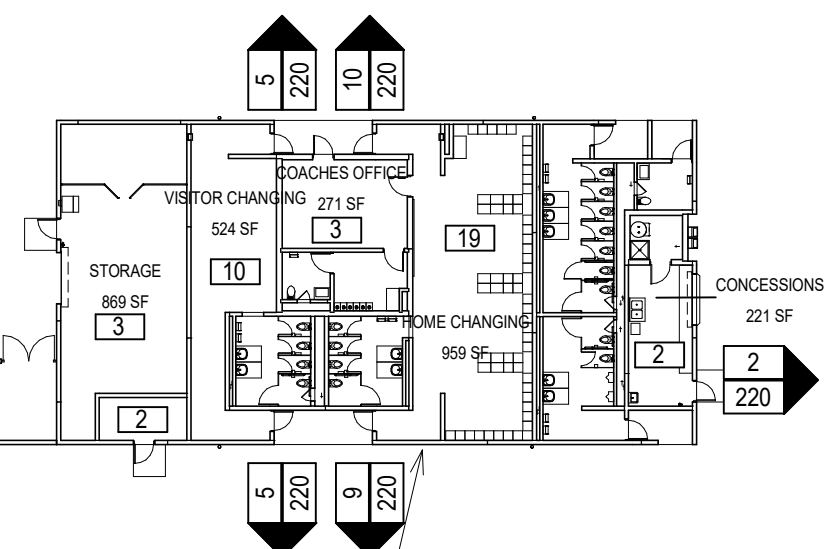 5
220
10
220
COACHES OFFICE
271 SF
3
VISITOR CHANGING
524 SF
10
19
STORAGE
869 SF
3
CONCESSIONS
221 SF
HOME CHANGING
959 SF
2
2
220
2
5
220
9
220